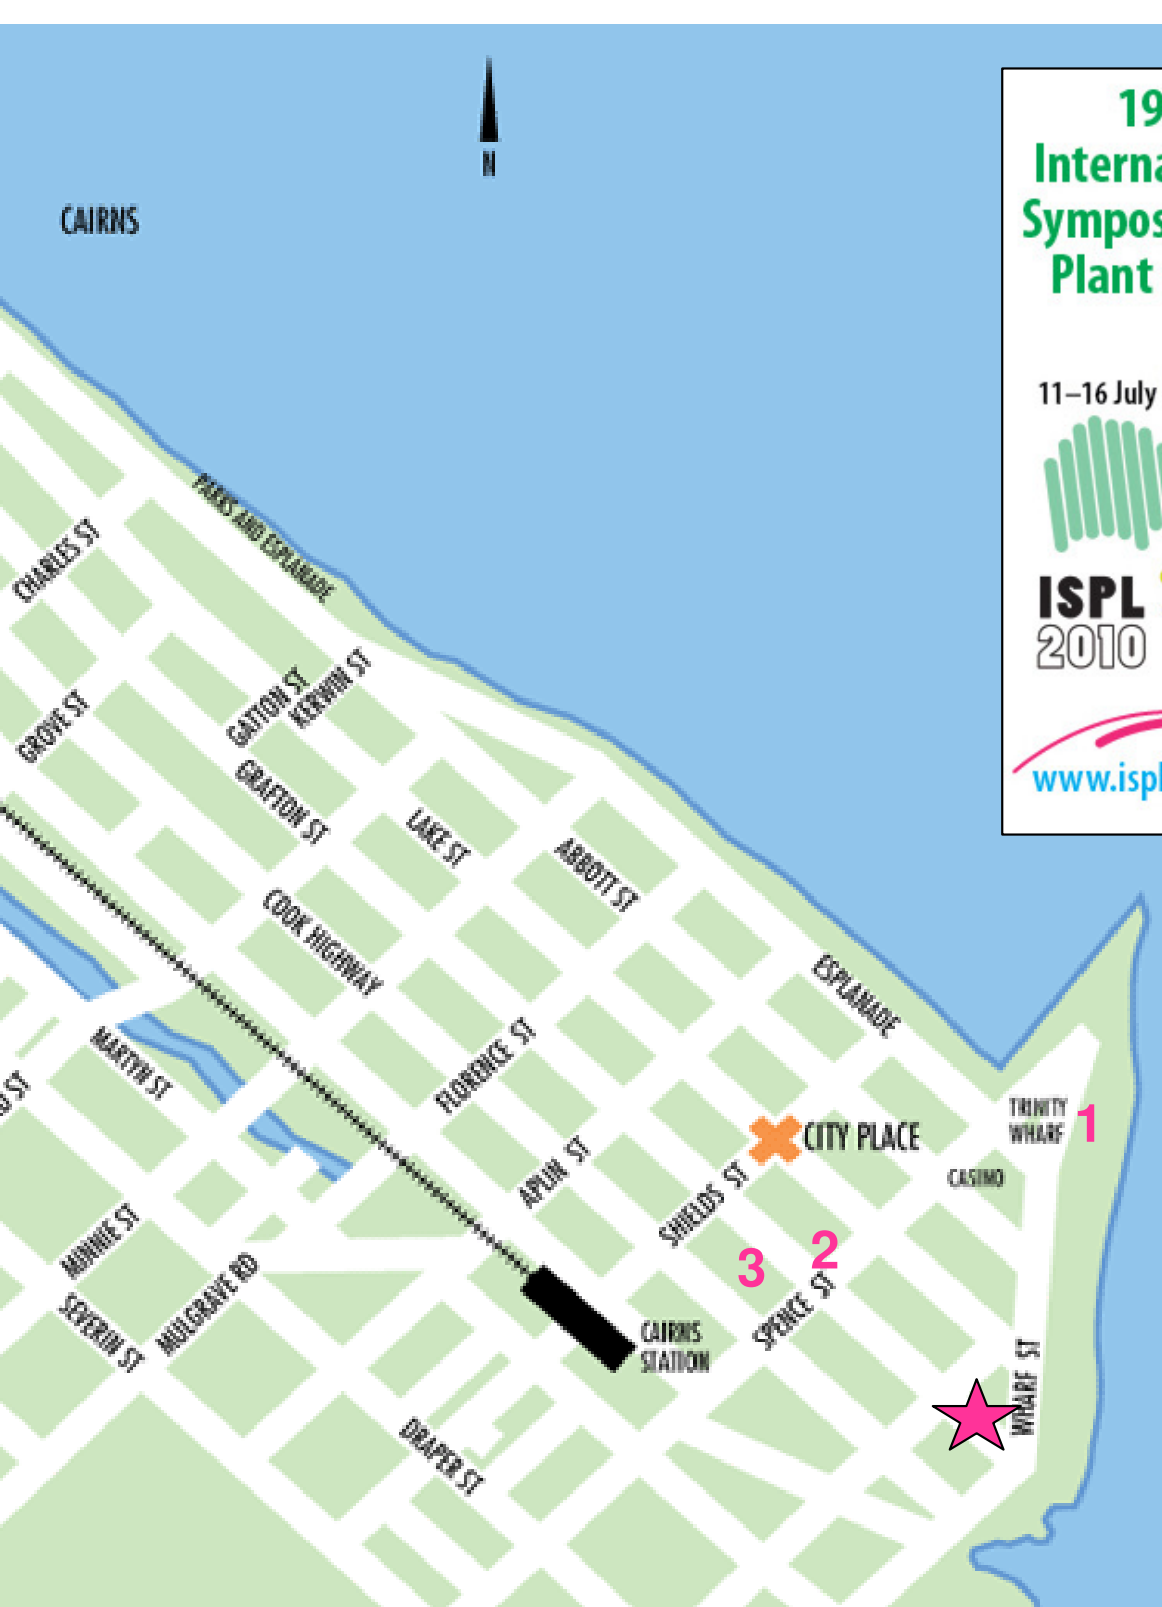 N
CAIRNS
19
Interna
Sympos
Plant
11–16 July
ISPL
2010
www.ispl
PARKS AND ESPLANADE
CHARLES ST
GROVE ST
GATTON ST
KERWIN ST
GRAFTON ST
LAKE ST
ABBOTT ST
COOK HIGHWAY
ESPLANADE
FLORENCE ST
MARTYN ST
ST
APLIN ST
SHIELDS ST
CITY PLACE
TRINITY
WHARF
1
CASINO
MINNIE ST
MULGRAVE RD
SEVERIN ST
3
2
SPENCE ST
CAIRNS
STATION
WHARF ST
DRAPER ST